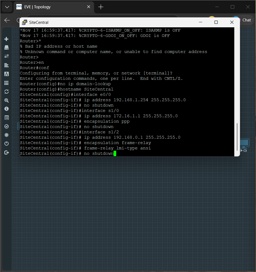 EVE | Topology
SiteCentral
*Nov 17 16:59:37.417: %CRYPTO-6-ISAKMP_ON_OFF: ISAKMP is OFF
*Nov 17 16:59:37.417: %CRYPTO-6-GDOI_ON_OFF: GDOI is OFF
Router>
% Bad IP address or host name
% Unknown command or computer name, or unable to find computer address
Router>
Router>en
Router#conf
Configuring from terminal, memory, or network [terminal]?
Enter configuration commands, one per line.  End with CNTL/Z.
Router(config)#no ip domain-lookup
Router(config)#hostname SiteCentral
SiteCentral(config)#interface
SiteCentral(config-if)# ip address 192.168.1.254 255.255.255.0
SiteCentral(config-if)# no shutdown
SiteCentral(config-if)#interface s1/0
SiteCentral(config-if)# ip address 172.16.1.1 255.255.255.0
SiteCentral(config-if)# encapsulation ppp
SiteCentral(config-if)# no shutdown
SiteCentral(config-if)#interface s1/2
SiteCentral(config-if)# ip address 192.168.0.1 255.255.255.0
SiteCentral(config-if)# encapsulation frame-relay
SiteCentral(config-if)# frame-relay lmi-type ansi
SiteCentral(config-if)# no shutdown